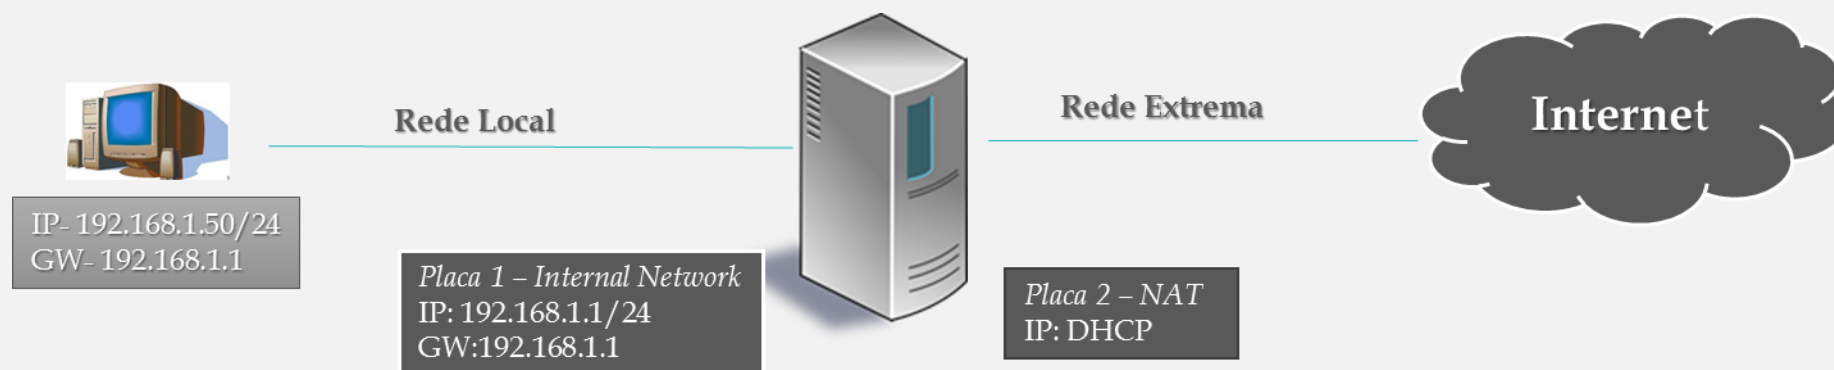 Rede Local
Rede Extrema
Internet
IP- 192.168.1.50/24
GW- 192.168.1.1
Placa 1 – Internal Network
IP: 192.168.1.1/24
GW:192.168.1.1
Placa 2 – NAT
IP: DHCP